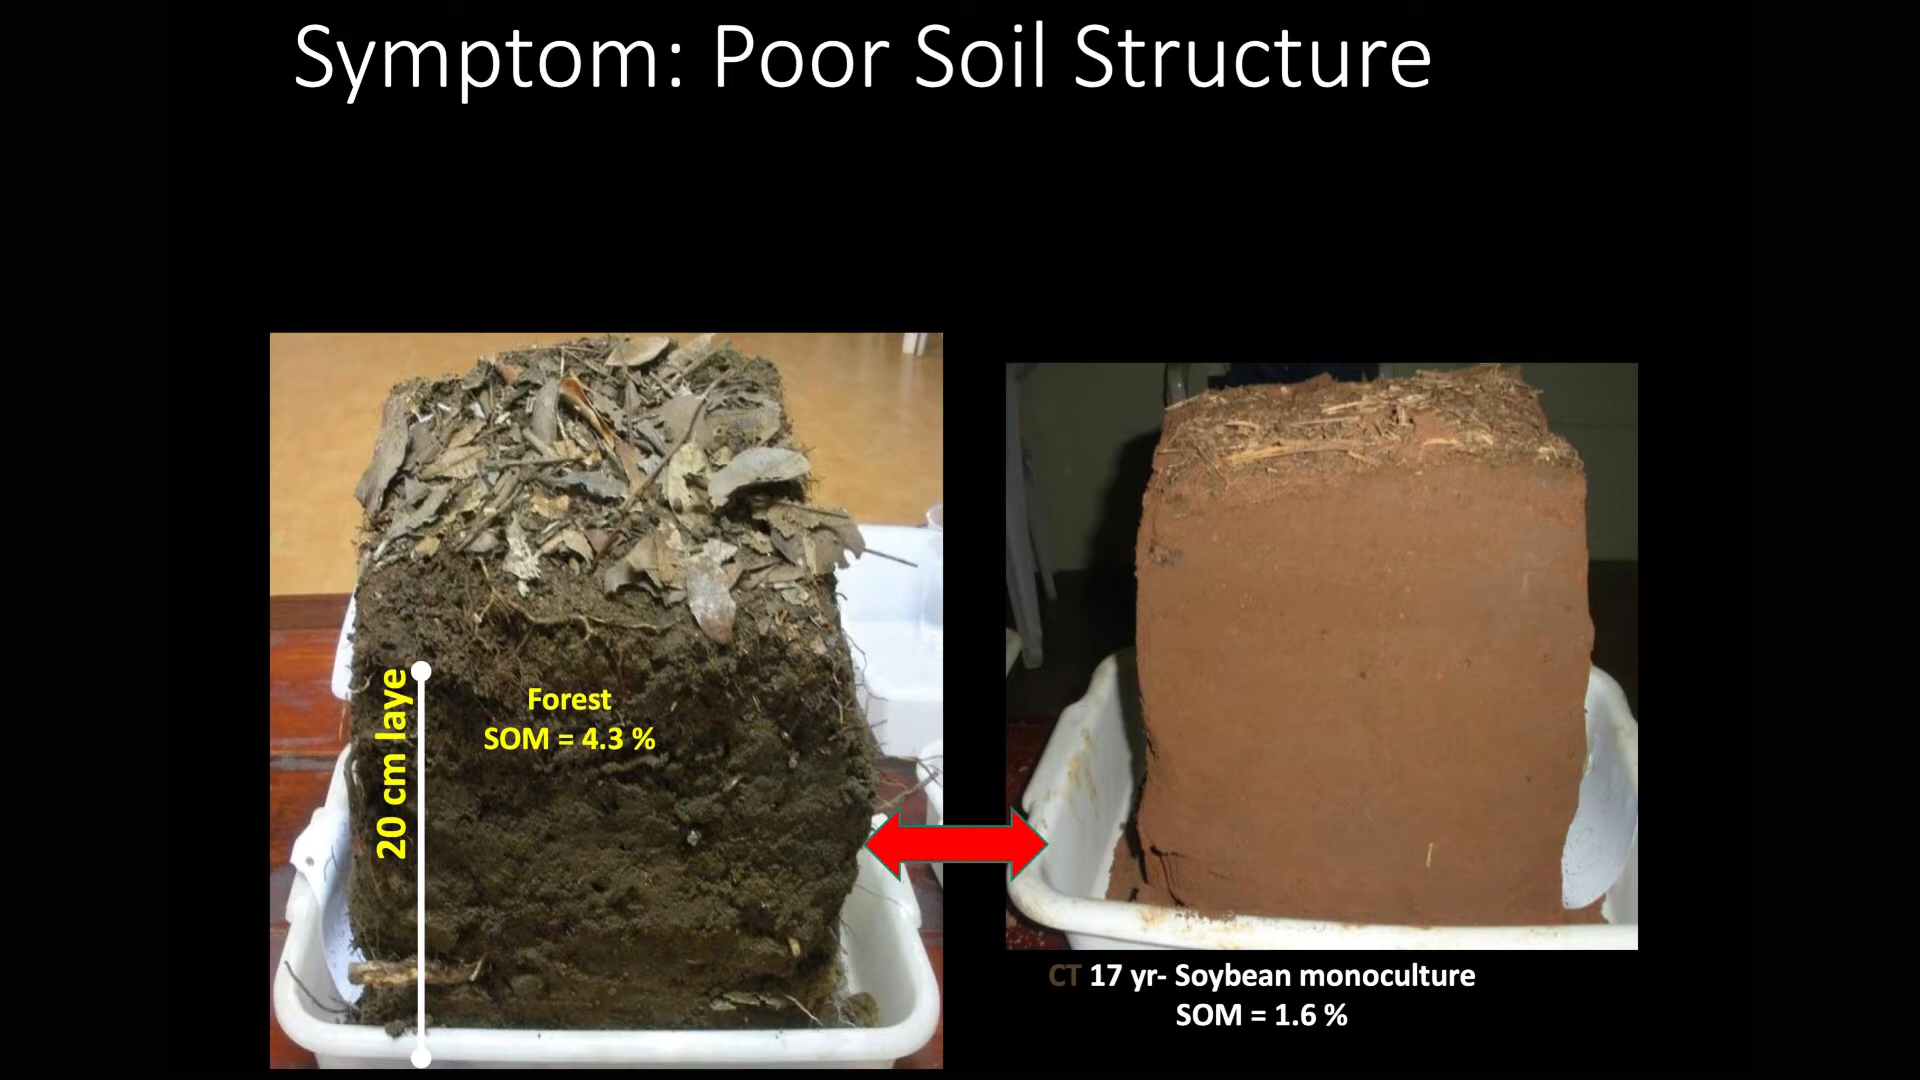 Symptom: Poor Soil Structure
20 cm laye
Forest
SOM = 4.3 %
CT 17 yr- Soybean monoculture
SOM = 1.6 %